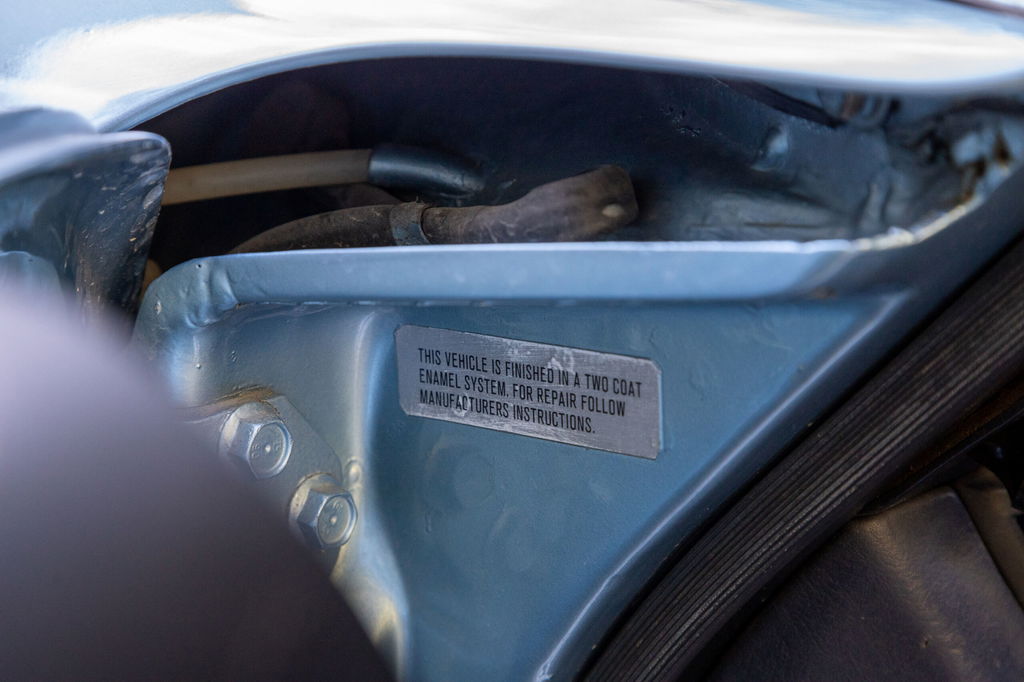 THIS VEHICLE IS FINISHED IN A TWO COAT
ENAMEL SYSTEM. FOR REPAIR FOLLOW
MANUFACTURERS INSTRUCTIONS.